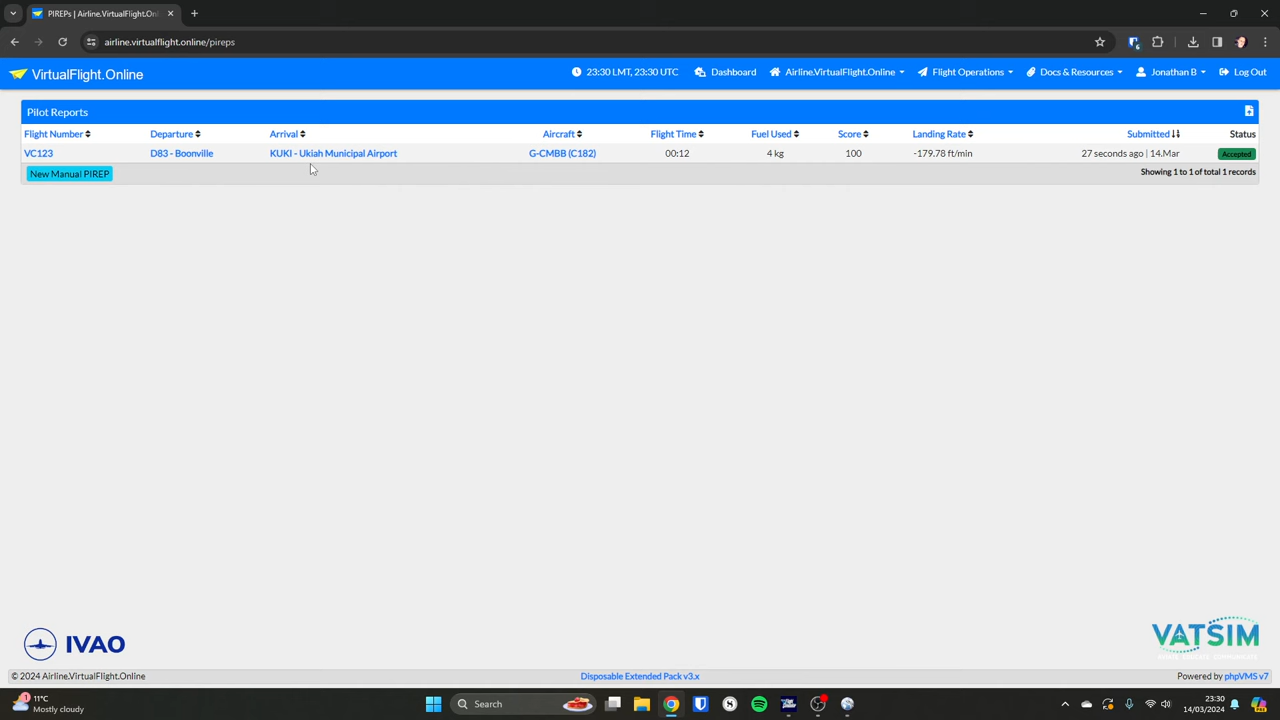 PIREPs | Airline.VirtualFlight.Onl
airline.virtualflight.online/pireps
VirtualFlight.Online
23:30 LMT, 23:30 UTC
Dashboard
Airline.VirtualFlight.Online
Flight Operations
Docs & Resources
Jonathan B
Log Out
Pilot Reports
Flight Number Departure Arrival Aircraft Flight Time Fuel Used Score Landing Rate Submitted Status
VC123 D83 - Boonville KUKI - Ukiah Municipal Airport G-CMBB (C182) 00:12 4 kg 100 -179.78 ft/min 27 seconds ago | 14.Mar Accepted
New Manual PIREP
Showing 1 to 1 of total 1 records
IVAO
VATSIM
© 2024 Airline.VirtualFlight.Online
Disposable Extended Pack v3.x
Powered by phpVMS v7
1
11°C
Mostly cloudy
Search
23:30
14/03/2024